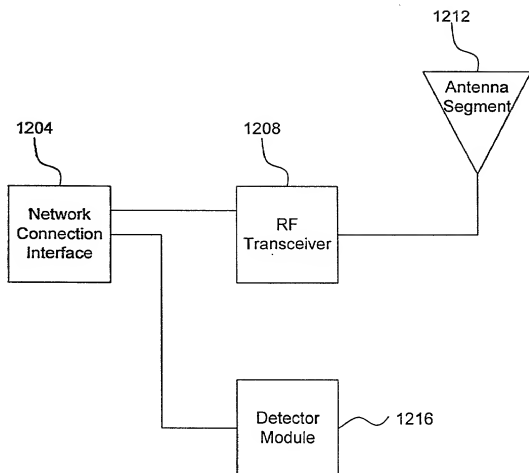 1212
Antenna
Segment
1204
1208
Network
Connection
Interface
RF
Transceiver
Detector
Module
1216